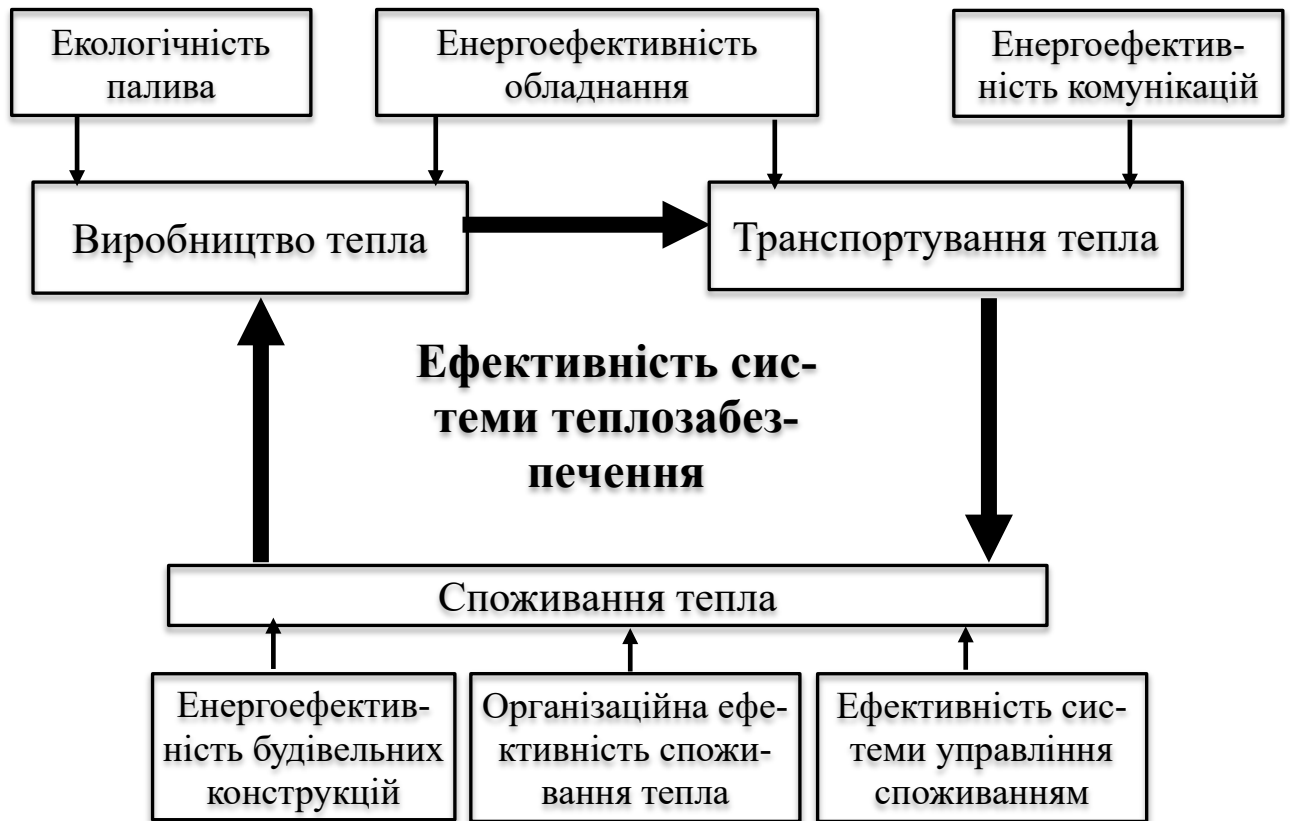 Екологічність
палива
Енергоефективність
обладнання
Енергоефектив-
ність комунікацій
Виробництво тепла
Транспортування тепла
Ефективність сис-
теми теплозабез-
печення
Споживання тепла
Енергоефектив-
ність будівельних
конструкцій
Організаційна ефе-
ктивність спожи-
вання тепла
Ефективність сис-
теми управління
споживанням